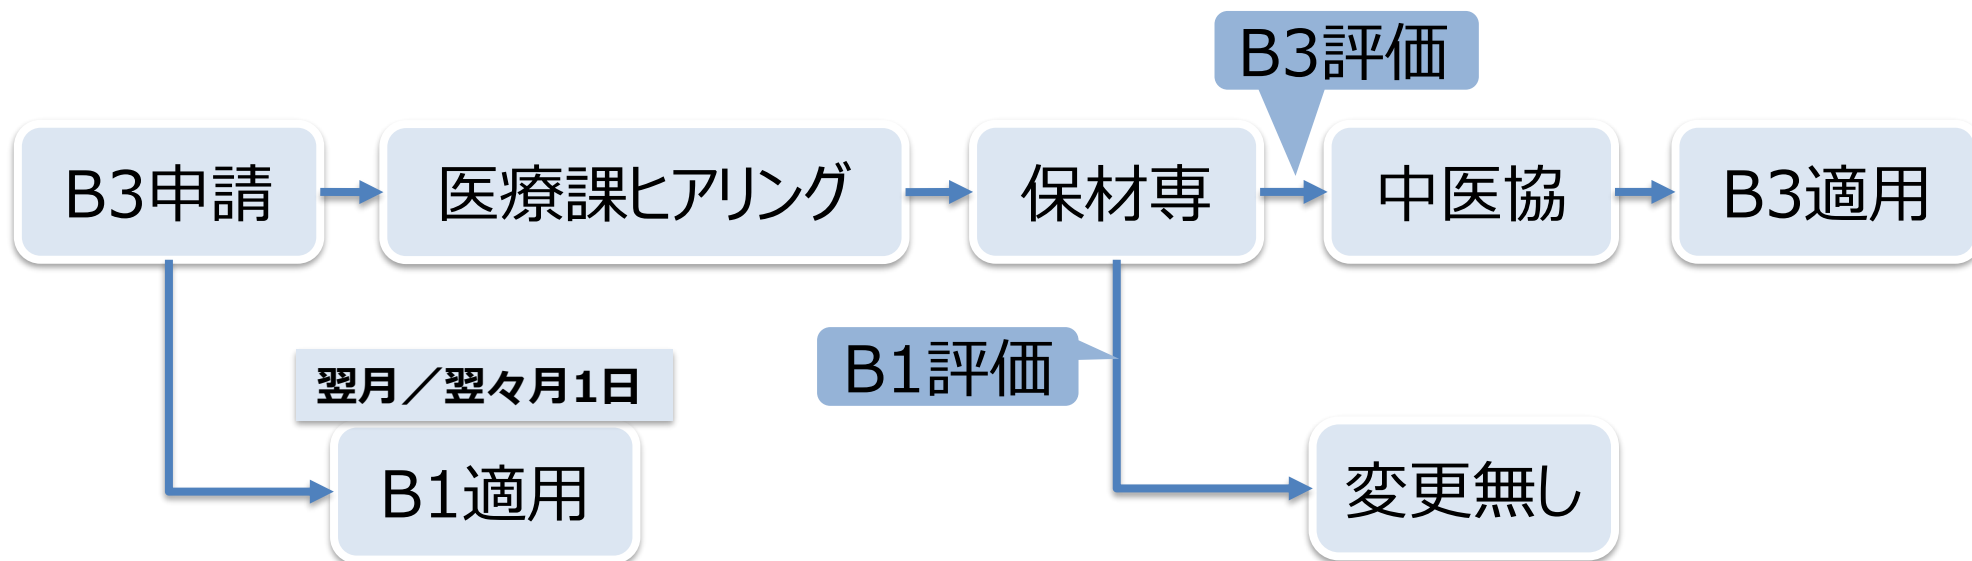 B3評価
B3申請
医療課ヒアリング
保材専
中医協
B3適用
翌月／翌々月1日
B1評価
B1適用
変更無し